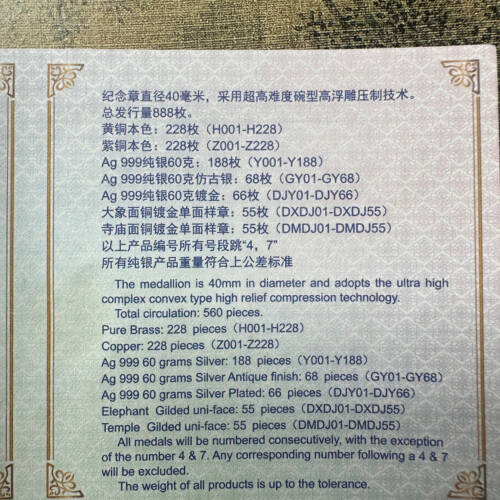 纪念章直径40毫米，采用超高难度碗型高浮雕压制技术。
总发行量888枚。
黄铜本色：228枚（H001-H228）
紫铜本色：228枚（Z001-Z228）
Ag 999纯银60克：188枚（Y001-Y188）
Ag 999纯银60克仿古银：68枚（GY01-GY68）
Ag 999纯银60克镀金：66枚（DJY01-DJY66）
大象面铜镀金单面样章：55枚（DXDJ01-DXDJ55）
寺庙面铜镀金单面样章：55枚（DMDJ01-DMDJ55）
以上产品编号所有号段跳“4，7”
所有纯银产品重量符合上公差标准
The medallion is 40mm in diameter and adopts the ultra high
complex convex type high relief compression technology.
Total circulation: 560 pieces.
Pure Brass: 228 pieces（H001-H228）
Copper: 228 pieces（Z001-Z228）
Ag 999 60 grams Silver: 188 pieces（Y001-Y188）
Ag 999 60 grams Silver Antique finish: 68 pieces（GY01-GY68）
Ag 999 60 grams Silver Plated: 66 pieces（DJY01-DJY66）
Elephant Gilded uni-face: 55 pieces（DXDJ01-DXDJ55）
Temple Gilded uni-face: 55 pieces（DMDJ01-DMDJ55）
All medals will be numbered consecutively, with the exception
of the number 4 & 7. Any corresponding number following a 4 & 7
will be excluded.
The weight of all products is up to the tolerance.